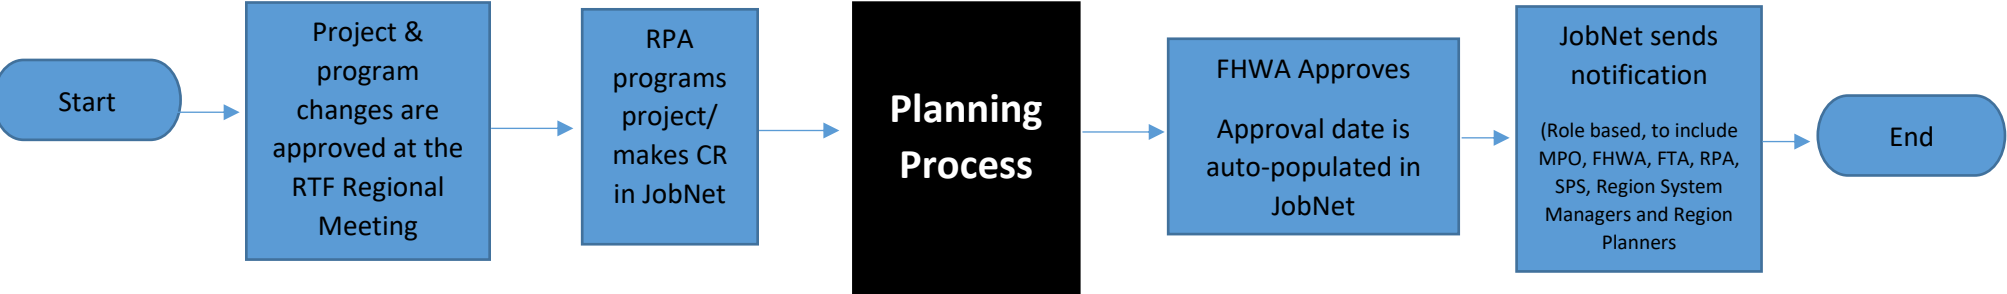 Start
Project &
program
changes are
approved at the
RTF Regional
Meeting
RPA
programs
project/
makes CR
in JobNet
Planning
Process
FHWA Approves
Approval date is
auto-populated in
JobNet
JobNet sends
notification
(Role based, to include
MPO, FHWA, FTA, RPA,
SPS, Region System
Managers and Region
Planners
End